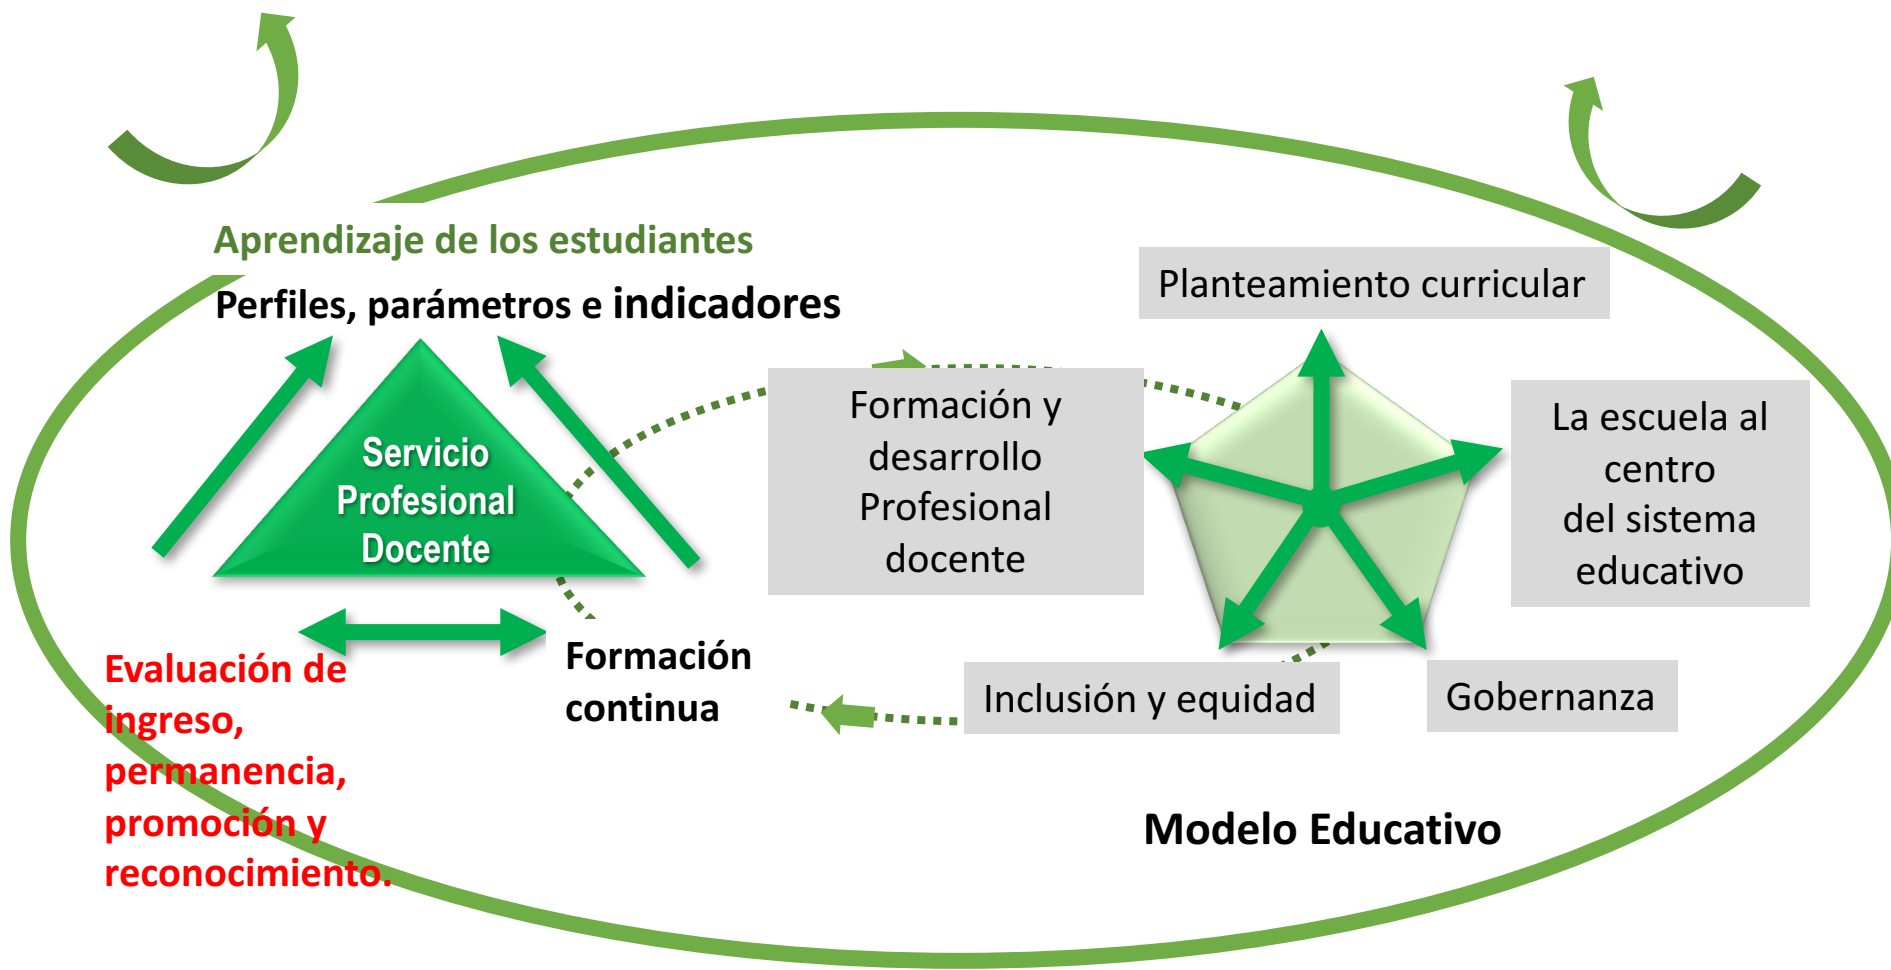 Aprendizaje de los estudiantes
Perfiles, parámetros e indicadores
Servicio
Profesional
Docente
Evaluación de
ingreso,
permanencia,
promoción y
reconocimiento.
Formación
continua
Formación y
desarrollo
Profesional
docente
Planteamiento curricular
La escuela al
centro
del sistema
educativo
Inclusión y equidad
Gobernanza
Modelo Educativo